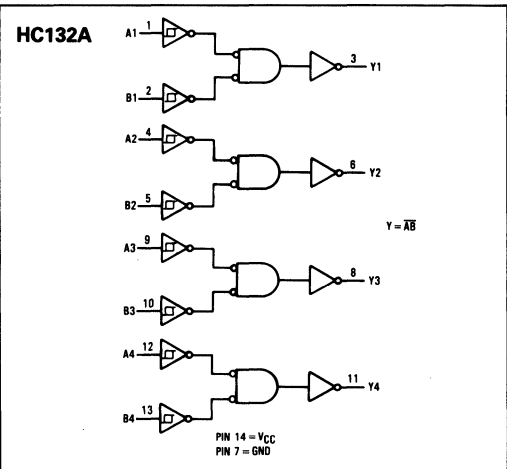 HC132A
A1 1
3 Y1
B1 2
A2 4
6 Y2
B2 5
Y = A̅B̅
A3 9
8 Y3
B3 10
A4 12
11 Y4
B4 13
PIN 14 = VCC
PIN 7 = GND